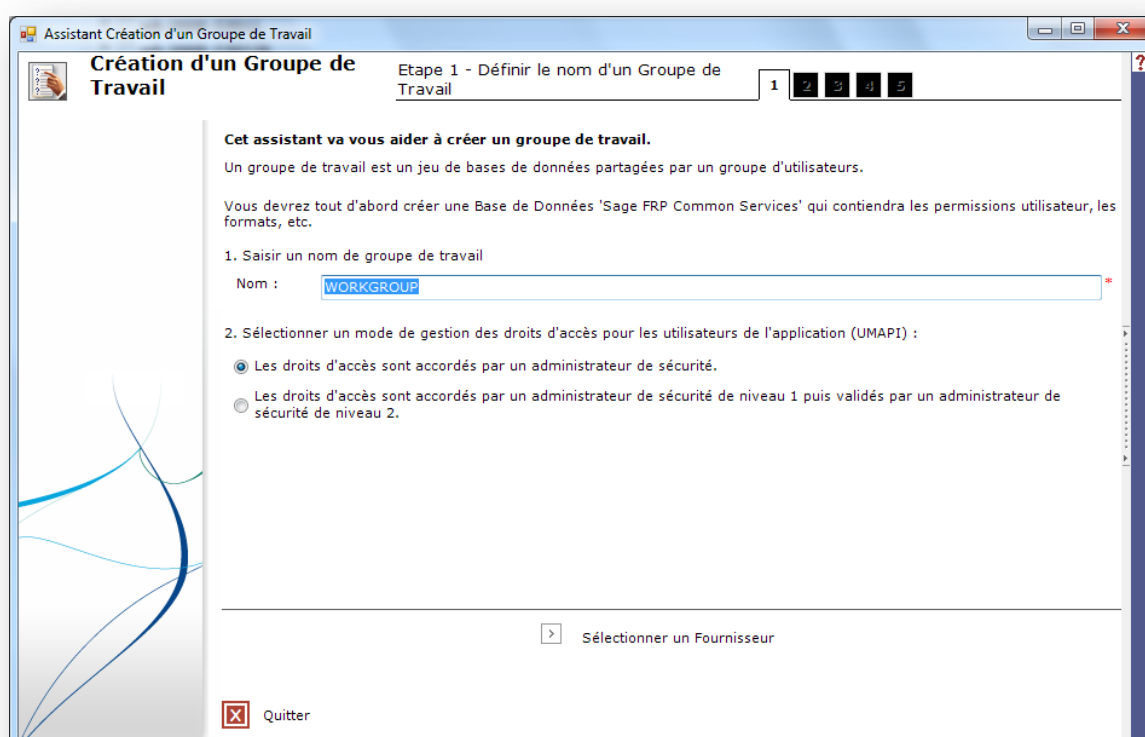 Assistant Création d'un Groupe de Travail
Création d'un Groupe de
Travail
Etape 1 - Définir le nom d'un Groupe de
Travail
1 2 3 4 5
?
Cet assistant va vous aider à créer un groupe de travail.
Un groupe de travail est un jeu de bases de données partagées par un groupe d'utilisateurs.
Vous devrez tout d'abord créer une Base de Données 'Sage FRP Common Services' qui contiendra les permissions utilisateur, les
formats, etc.
1. Saisir un nom de groupe de travail
Nom : WORKGROUP *
2. Sélectionner un mode de gestion des droits d'accès pour les utilisateurs de l'application (UMAPI) :
Les droits d'accès sont accordés par un administrateur de sécurité.
Les droits d'accès sont accordés par un administrateur de sécurité de niveau 1 puis validés par un administrateur de
sécurité de niveau 2.
> Sélectionner un Fournisseur
X Quitter